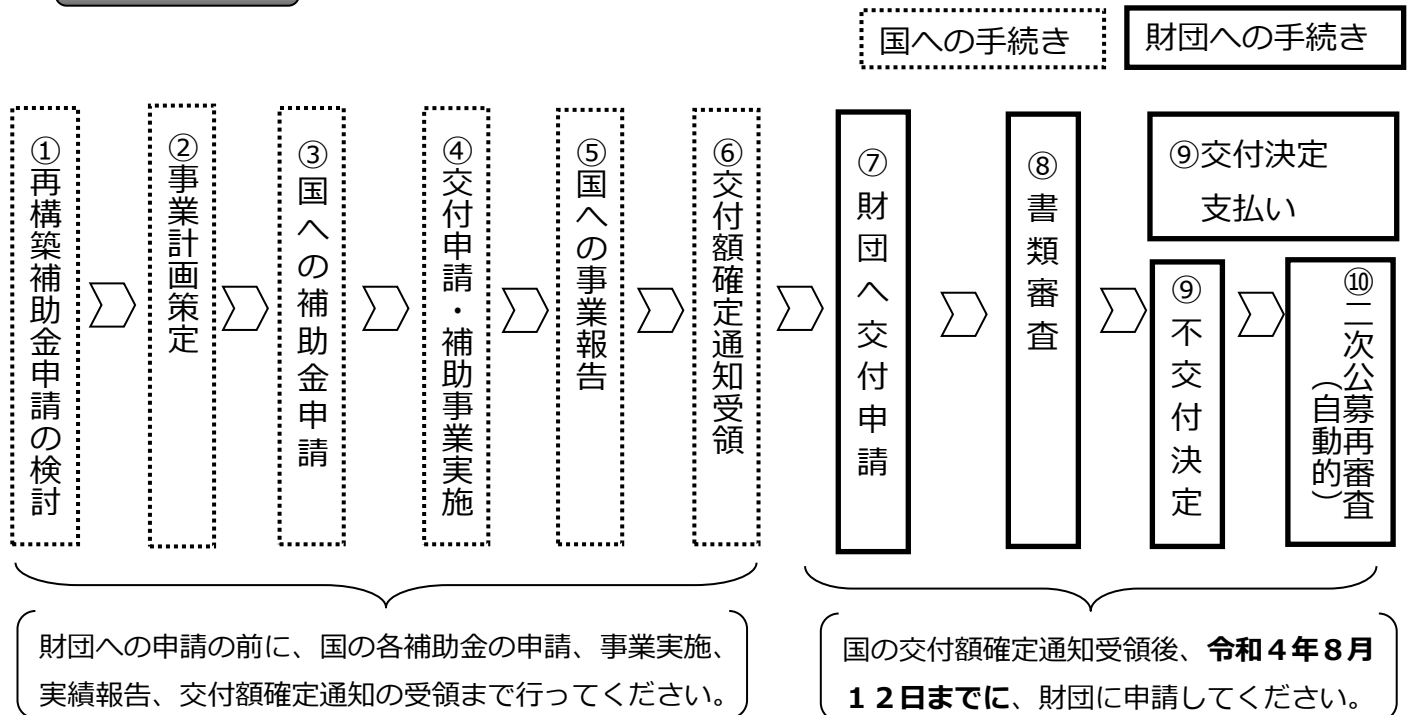 国への手続き
財団への手続き
①再構築補助金申請の検討
②事業計画策定
③国への補助金申請
④交付申請・補助事業実施
⑤国への事業報告
⑥交付額確定通知受領
⑦財団へ交付申請
⑧書類審査
⑨交付決定
支払い
⑨不交付決定
⑩二次公募再審査
（自動的）
財団への申請の前に、国の各補助金の申請、事業実施、
実績報告、交付額確定通知の受領まで行ってください。
国の交付額確定通知受領後、令和４年８月
１２日までに、財団に申請してください。